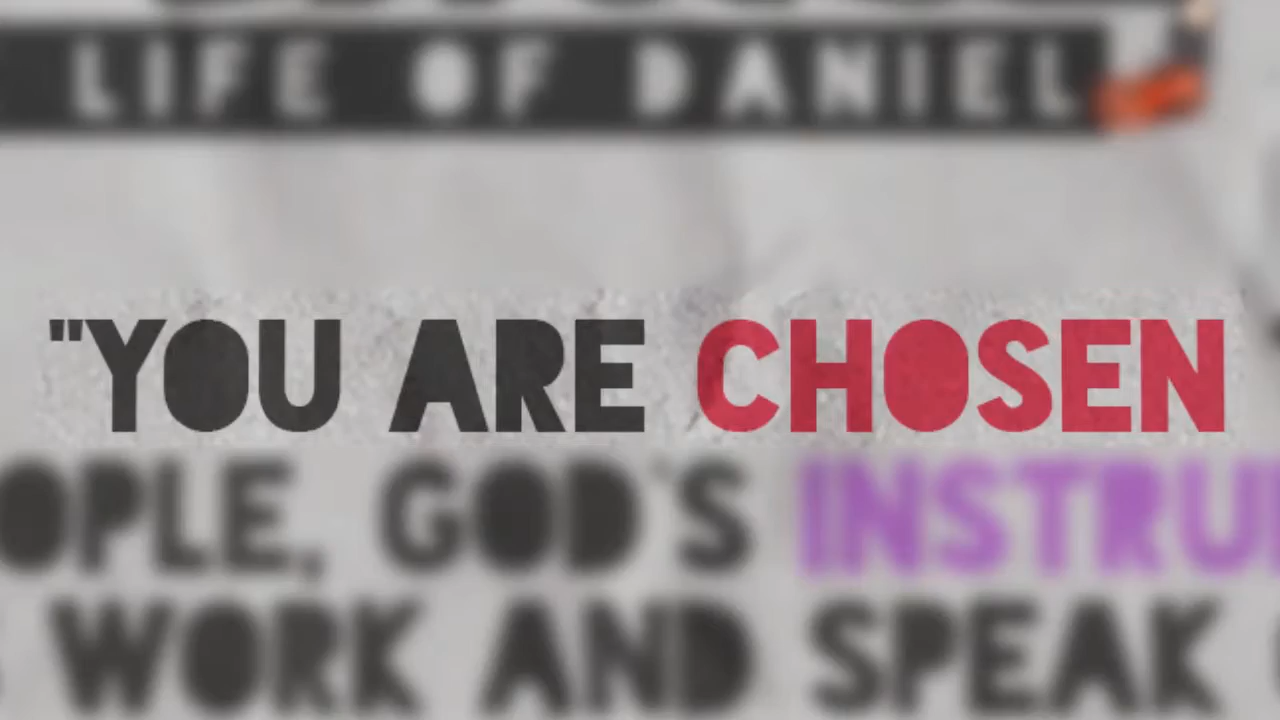 LIFE OF DANIEL
"YOU ARE CHOSEN
OPLE, GOD'S INSTRU
WORK AND SPEAK